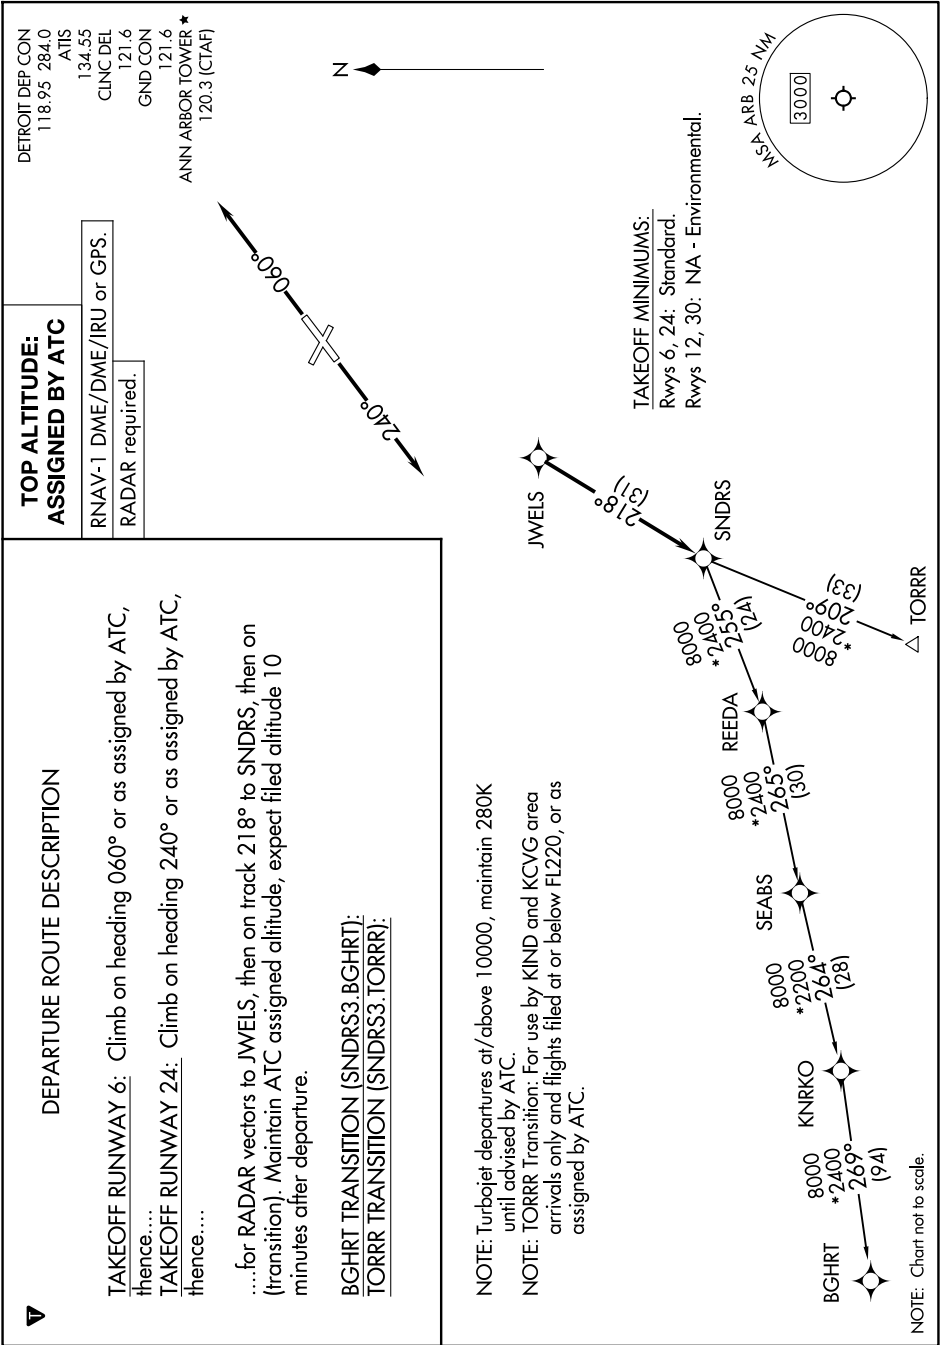 DEPARTURE ROUTE DESCRIPTION
TAKEOFF RUNWAY 6: Climb on heading 060° or as assigned by ATC,
thence....
TAKEOFF RUNWAY 24: Climb on heading 240° or as assigned by ATC,
thence....
....for RADAR vectors to JWELS, then on track 218° to SNDRS, then on
(transition). Maintain ATC assigned altitude, expect filed altitude 10
minutes after departure.
BGHRT TRANSITION (SNDRS3.BGHRT):
TORRR TRANSITION (SNDRS3.TORRR):
TOP ALTITUDE:
ASSIGNED BY ATC
RNAV-1 DME/DME/IRU or GPS.
RADAR required.
DETROIT DEP CON
118.95 284.0
ATIS
134.55
CLNC DEL
121.6
GND CON
121.6
ANN ARBOR TOWER ★
120.3 (CTAF)
060°
240°
N
NOTE: Turbojet departures at/above 10000, maintain 280K
until advised by ATC.
NOTE: TORRR Transition: For use by KIND and KCVG area
arrivals only and flights filed at or below FL220, or as
assigned by ATC.
JWELS
218°
(31)
SNDRS
8000
*2400
255°
(24)
8000
*2400
209°
(33)
TORRR
REEDA
8000
*2400
265°
(30)
SEABS
8000
*2200
264°
(28)
KNRKO
8000
*2400
269°
(94)
BGHRT
TAKEOFF MINIMUMS:
Rwys 6, 24: Standard.
Rwys 12, 30: NA - Environmental.
MSA ARB 25 NM
3000
NOTE: Chart not to scale.
T